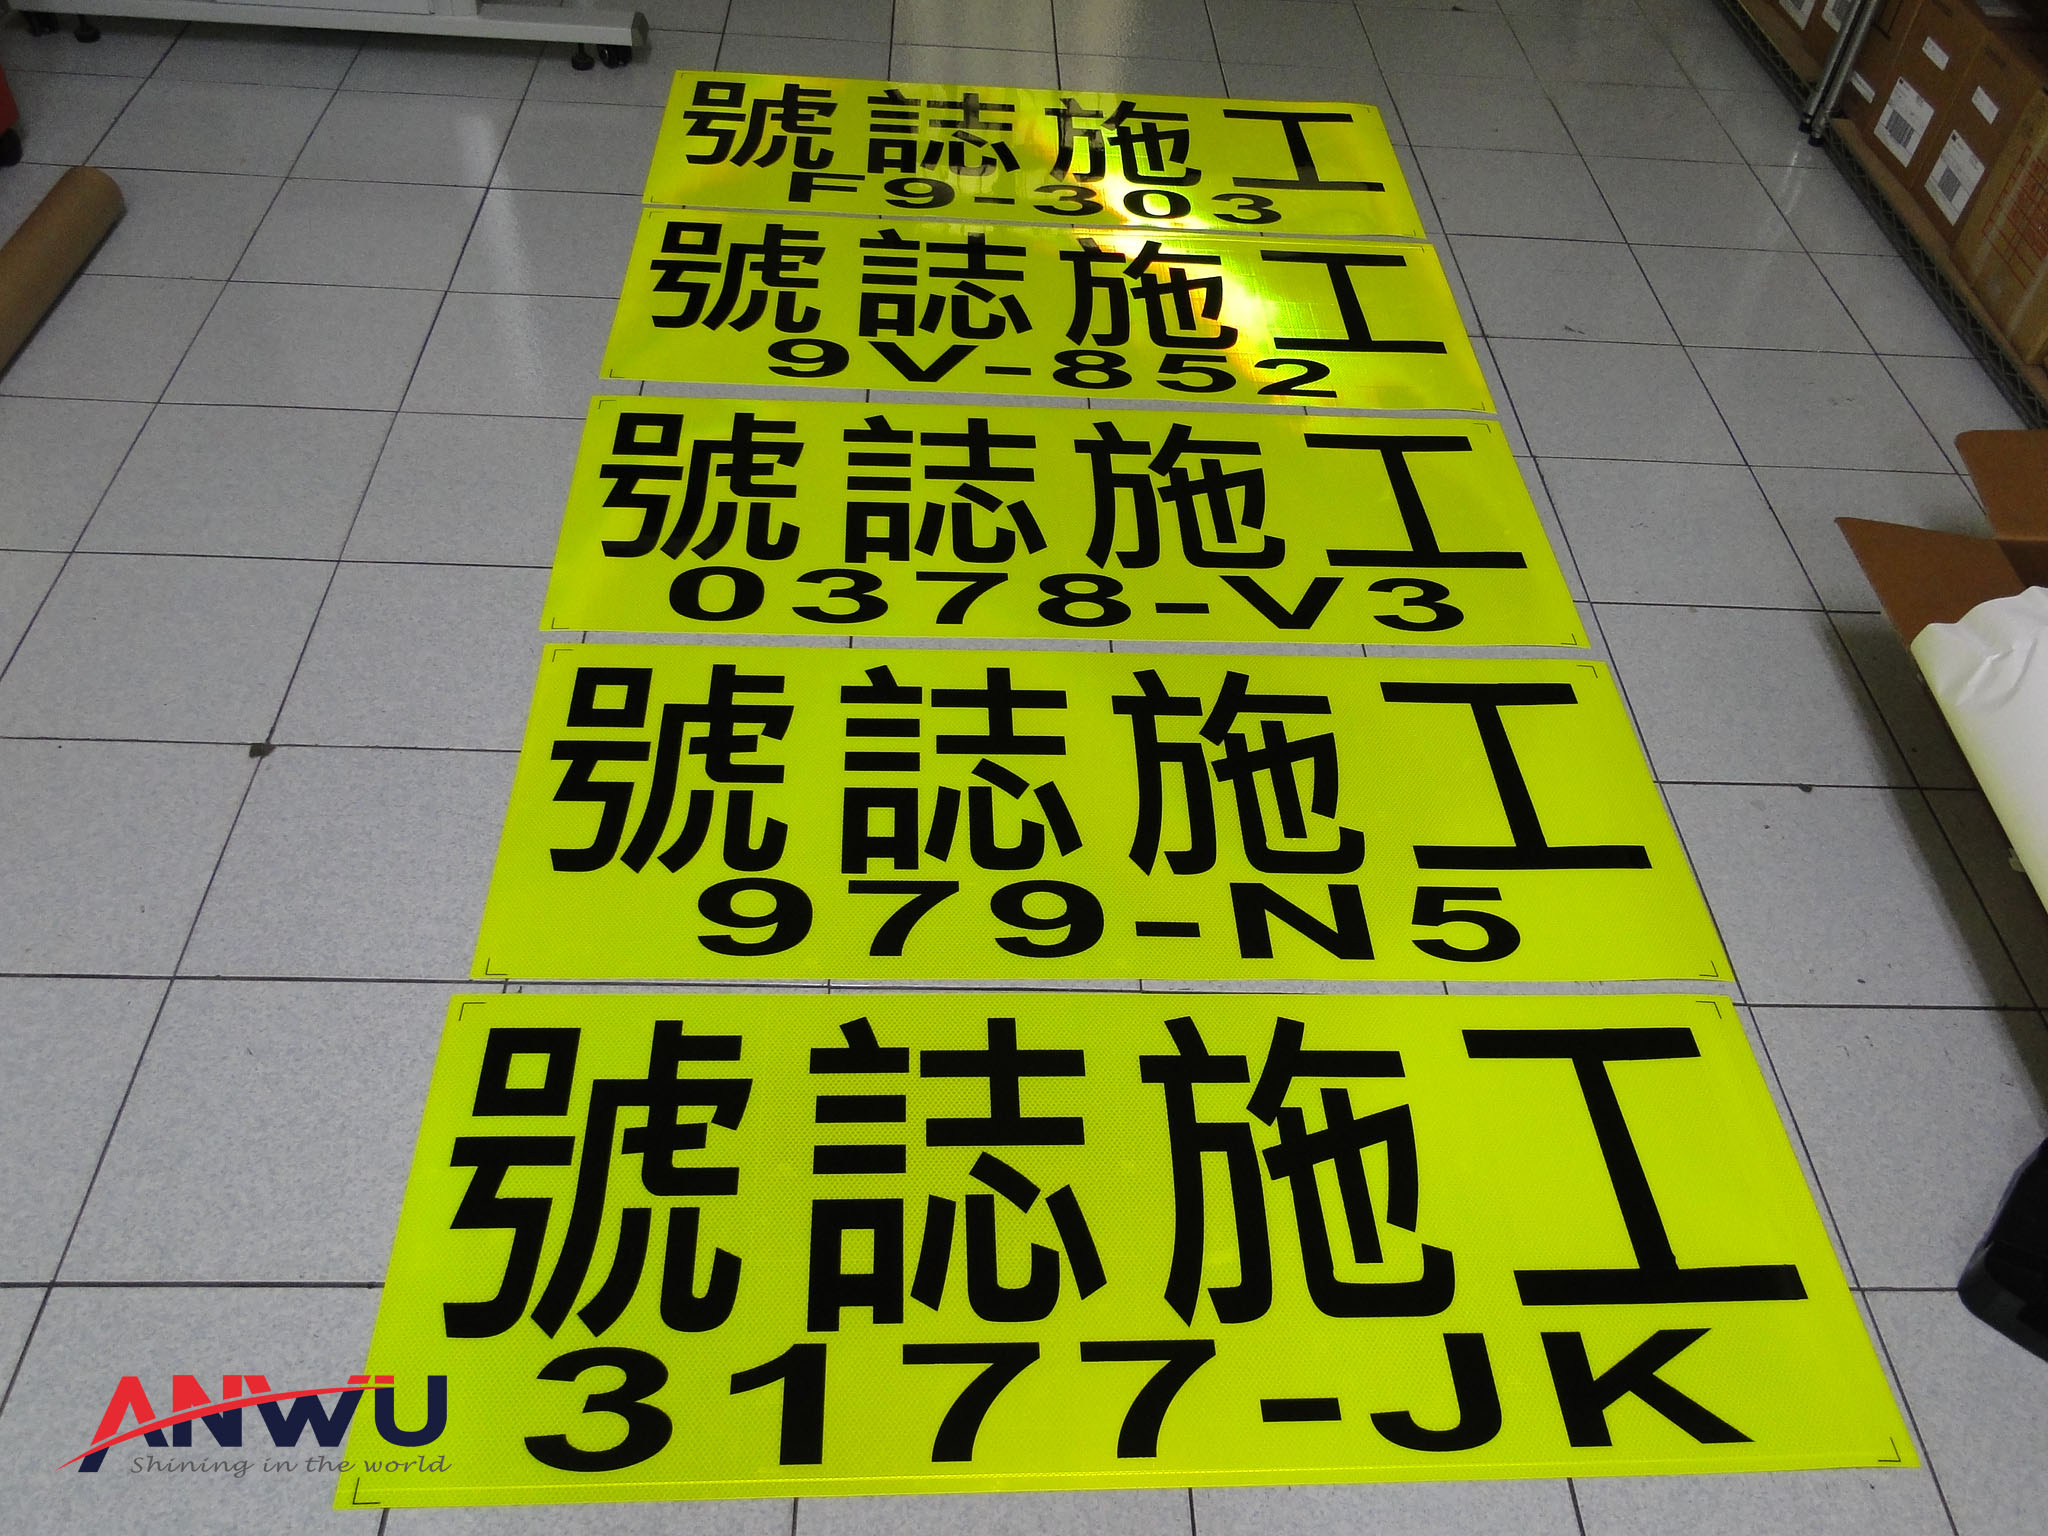 號誌施工
F9-303
號誌施工
9V-852
號誌施工
0378-V3
號誌施工
979-N5
號誌施工
3177-JK
ANWU
Shining in the world